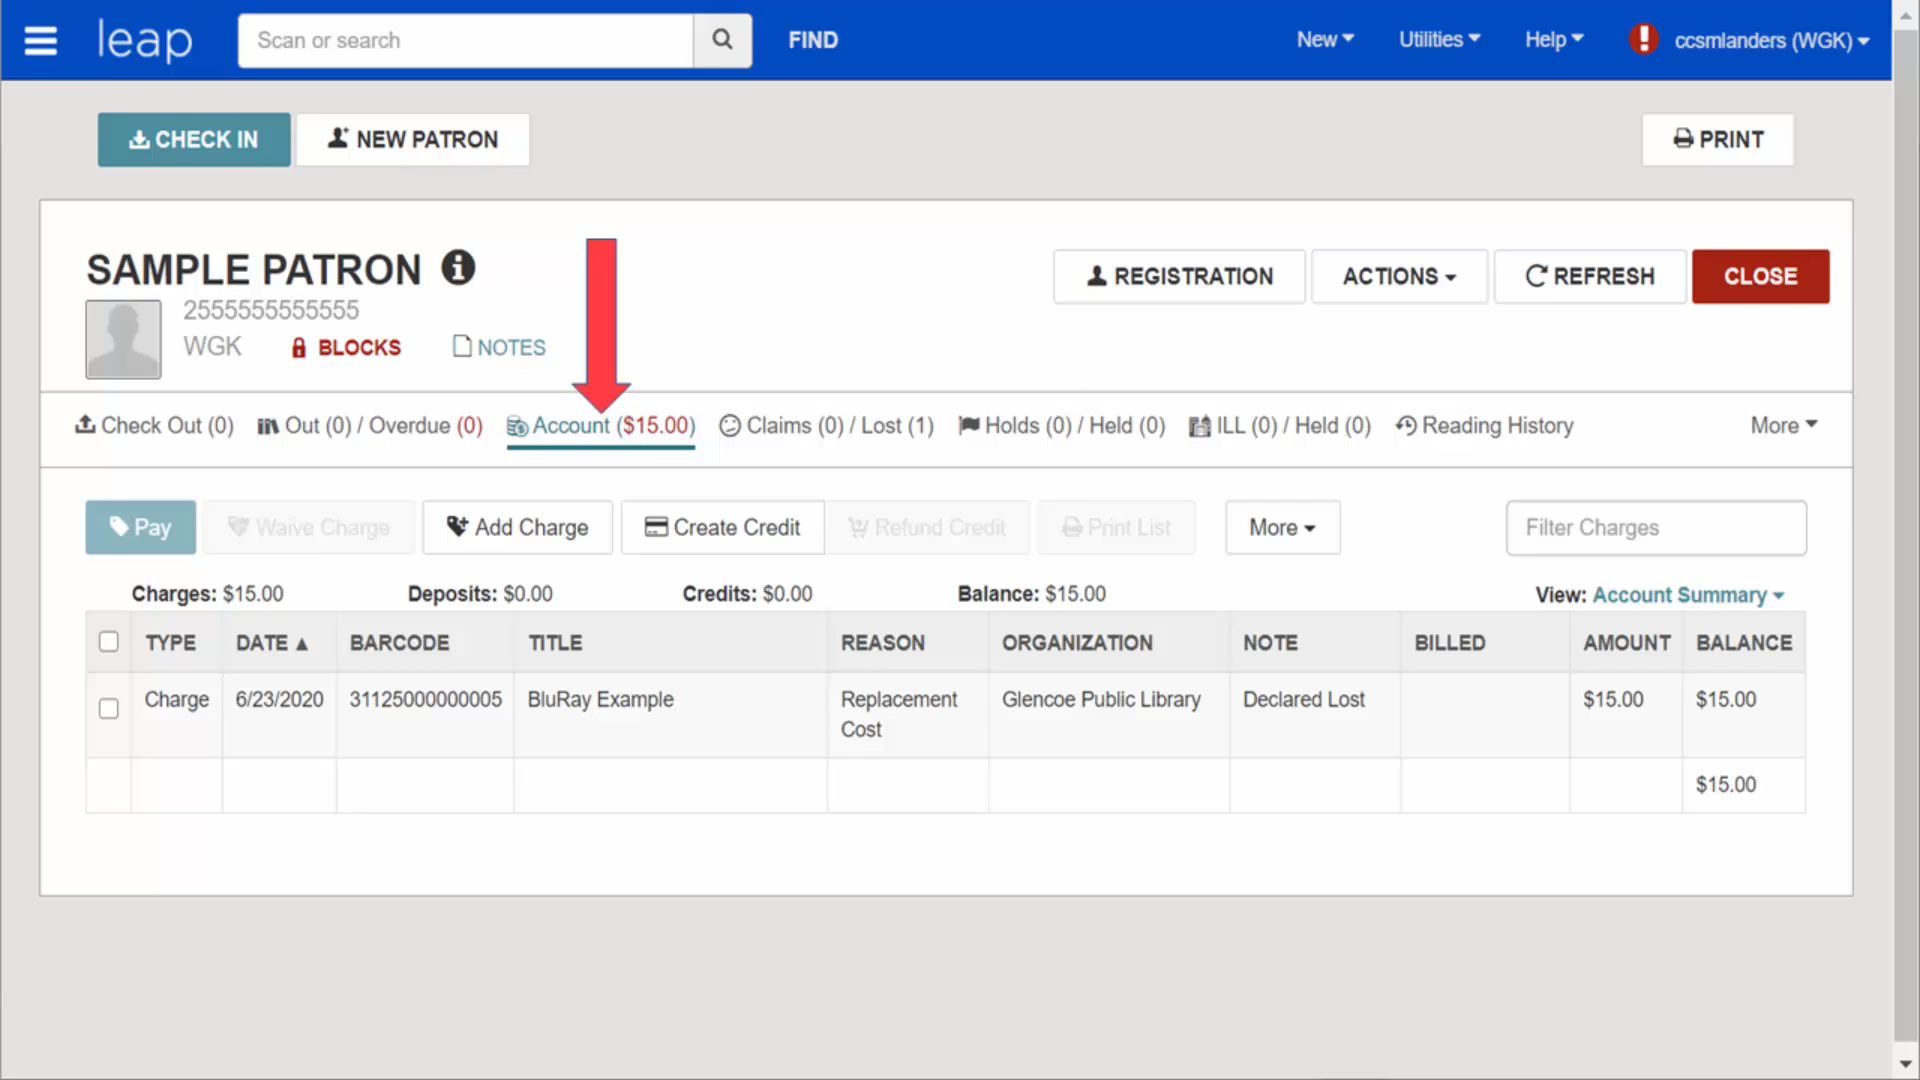 leap Scan or search FIND New Utilities Help ccsmlanders (WGK)
CHECK IN NEW PATRON PRINT
SAMPLE PATRON REGISTRATION ACTIONS REFRESH CLOSE
2555555555555
WGK BLOCKS NOTES
Check Out (0) Out (0) / Overdue (0) Account ($15.00) Claims (0) / Lost (1) Holds (0) / Held (0) ILL (0) / Held (0) Reading History More
Pay Waive Charge Add Charge Create Credit Refund Credit Print List More Filter Charges
Charges: $15.00 Deposits: $0.00 Credits: $0.00 Balance: $15.00 View: Account Summary
TYPE DATE BARCODE TITLE REASON ORGANIZATION NOTE BILLED AMOUNT BALANCE
Charge 6/23/2020 31125000000005 BluRay Example Replacement Glencoe Public Library Declared Lost $15.00 $15.00
Cost
$15.00